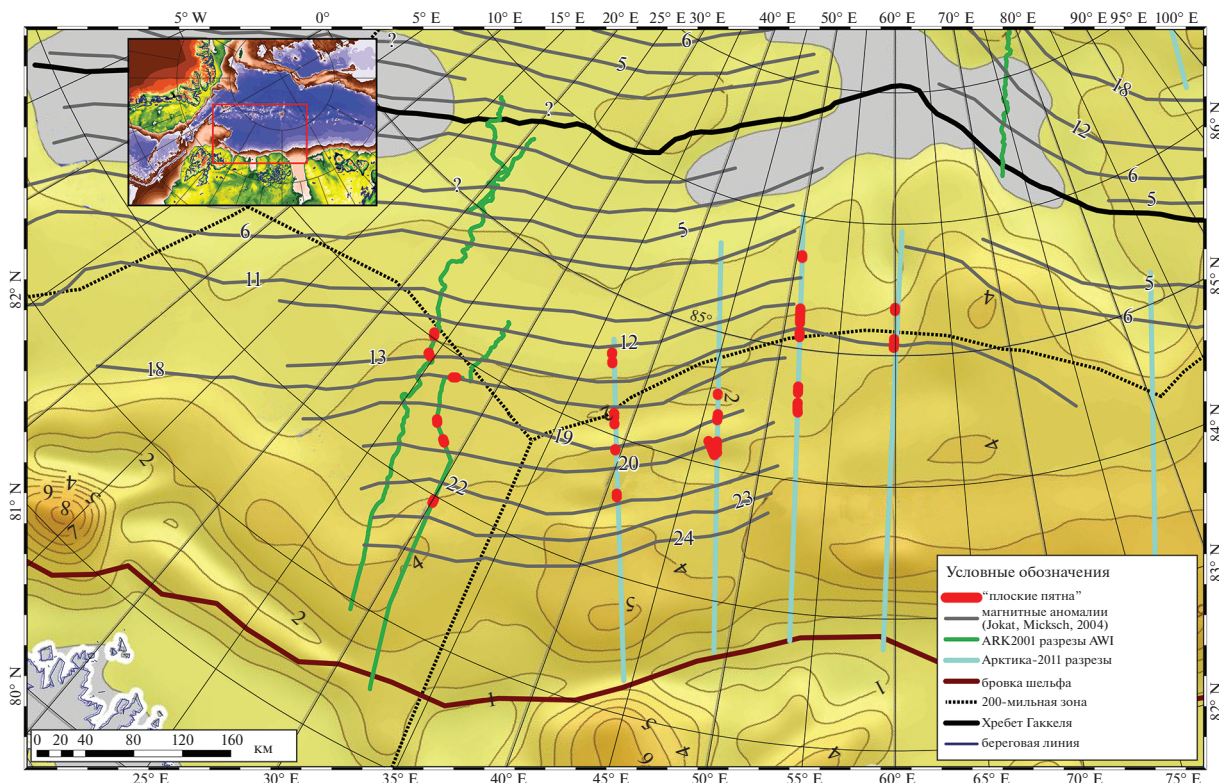 5° W 0° 5° E 10° E 15° E 20° E 25° E 30° E 40° E 50° E 60° E 70° E 80° E 90° E 95° E 100° E
?
6
5
18
?
12
86° N
6
?
5
5
6
82° N
11
5
85° N
4
85°
6
12
13
18
2
84° N
19
4
2
20
4
6
8
22
23
81° N
24
4
4
83° N
5
2
80° N
1
1
82° N
5
4
4
6
Условные обозначения
“плоские пятна”
магнитные аномалии
(Jokat, Micksch, 2004)
ARK2001 разрезы AWI
Арктика-2011 разрезы
бровка шельфа
200-мильная зона
Хребет Гаккеля
береговая линия
0 20 40 80 120 160 км
25° E 30° E 35° E 40° E 45° E 50° E 55° E 60° E 65° E 70° E 75° E